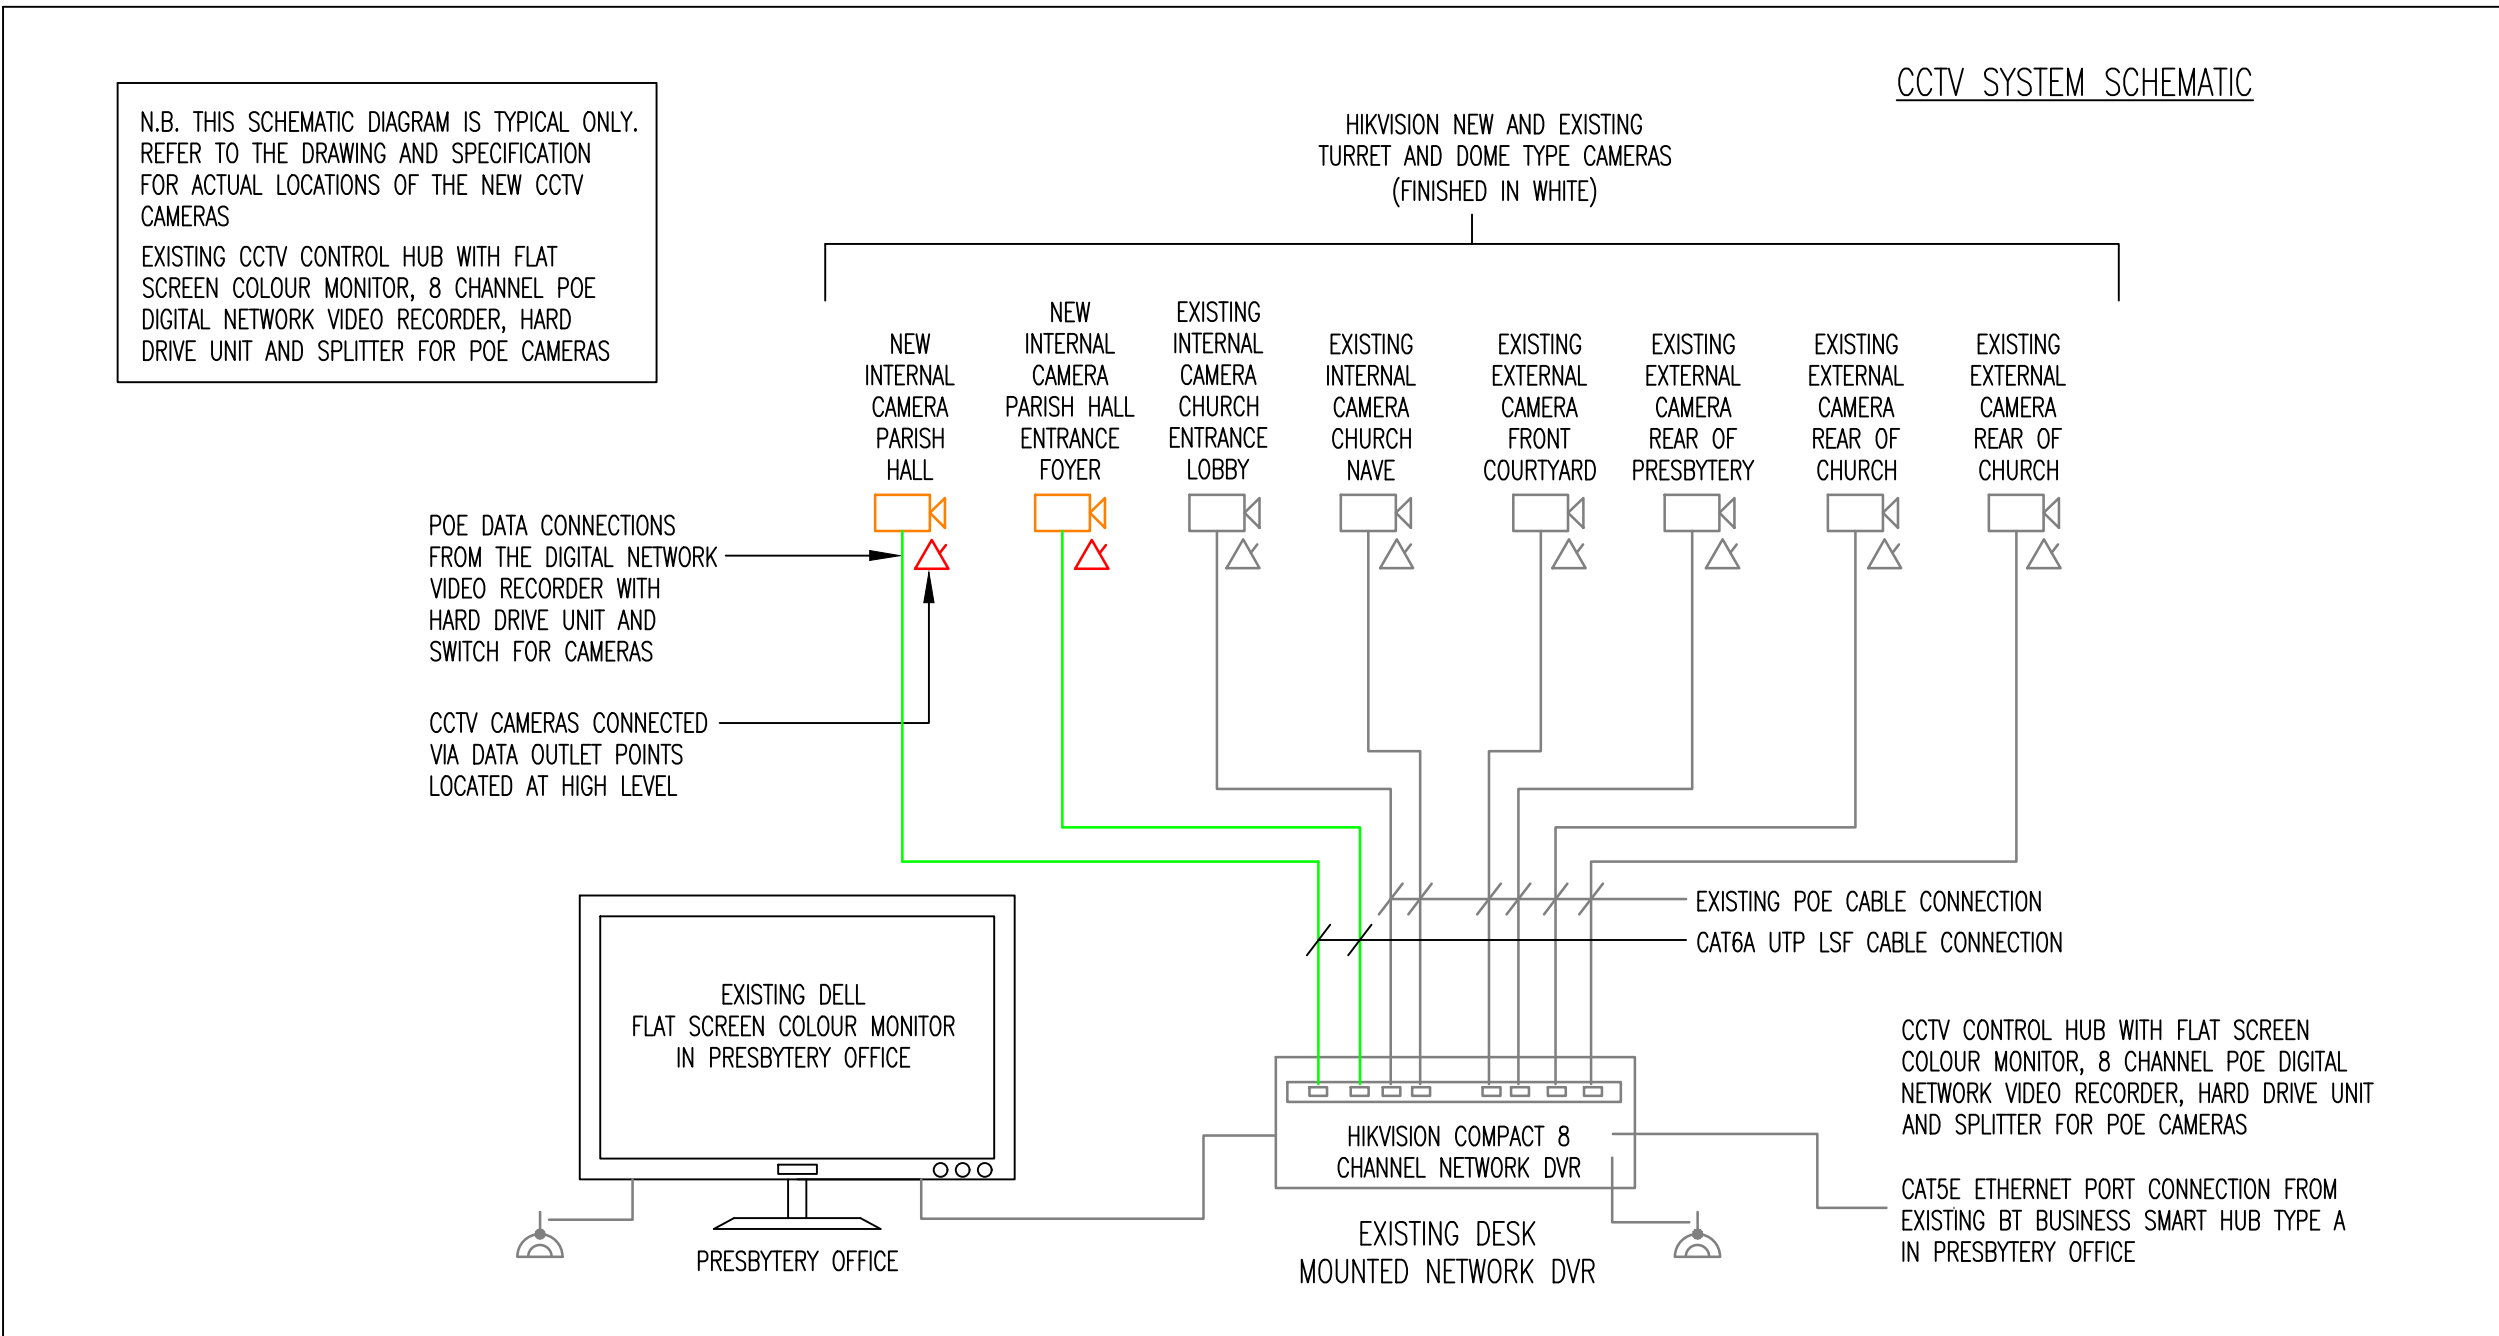 CCTV SYSTEM SCHEMATIC
N.B. THIS SCHEMATIC DIAGRAM IS TYPICAL ONLY.
REFER TO THE DRAWING AND SPECIFICATION
FOR ACTUAL LOCATIONS OF THE NEW CCTV
CAMERAS
EXISTING CCTV CONTROL HUB WITH FLAT
SCREEN COLOUR MONITOR, 8 CHANNEL POE
DIGITAL NETWORK VIDEO RECORDER, HARD
DRIVE UNIT AND SPLITTER FOR POE CAMERAS
HIKVISION NEW AND EXISTING
TURRET AND DOME TYPE CAMERAS
(FINISHED IN WHITE)
NEW
INTERNAL
CAMERA
PARISH
HALL
NEW
INTERNAL
CAMERA
PARISH HALL
ENTRANCE
FOYER
EXISTING
INTERNAL
CAMERA
CHURCH
ENTRANCE
LOBBY
EXISTING
INTERNAL
CAMERA
CHURCH
NAVE
EXISTING
EXTERNAL
CAMERA
FRONT
COURTYARD
EXISTING
EXTERNAL
CAMERA
REAR OF
PRESBYTERY
EXISTING
EXTERNAL
CAMERA
REAR OF
CHURCH
EXISTING
EXTERNAL
CAMERA
REAR OF
CHURCH
POE DATA CONNECTIONS
FROM THE DIGITAL NETWORK
VIDEO RECORDER WITH
HARD DRIVE UNIT AND
SWITCH FOR CAMERAS
CCTV CAMERAS CONNECTED
VIA DATA OUTLET POINTS
LOCATED AT HIGH LEVEL
EXISTING POE CABLE CONNECTION
CAT6A UTP LSF CABLE CONNECTION
EXISTING DELL
FLAT SCREEN COLOUR MONITOR
IN PRESBYTERY OFFICE
PRESBYTERY OFFICE
HIKVISION COMPACT 8
CHANNEL NETWORK DVR
EXISTING DESK
MOUNTED NETWORK DVR
CCTV CONTROL HUB WITH FLAT SCREEN
COLOUR MONITOR, 8 CHANNEL POE DIGITAL
NETWORK VIDEO RECORDER, HARD DRIVE UNIT
AND SPLITTER FOR POE CAMERAS
CAT5E ETHERNET PORT CONNECTION FROM
EXISTING BT BUSINESS SMART HUB TYPE A
IN PRESBYTERY OFFICE